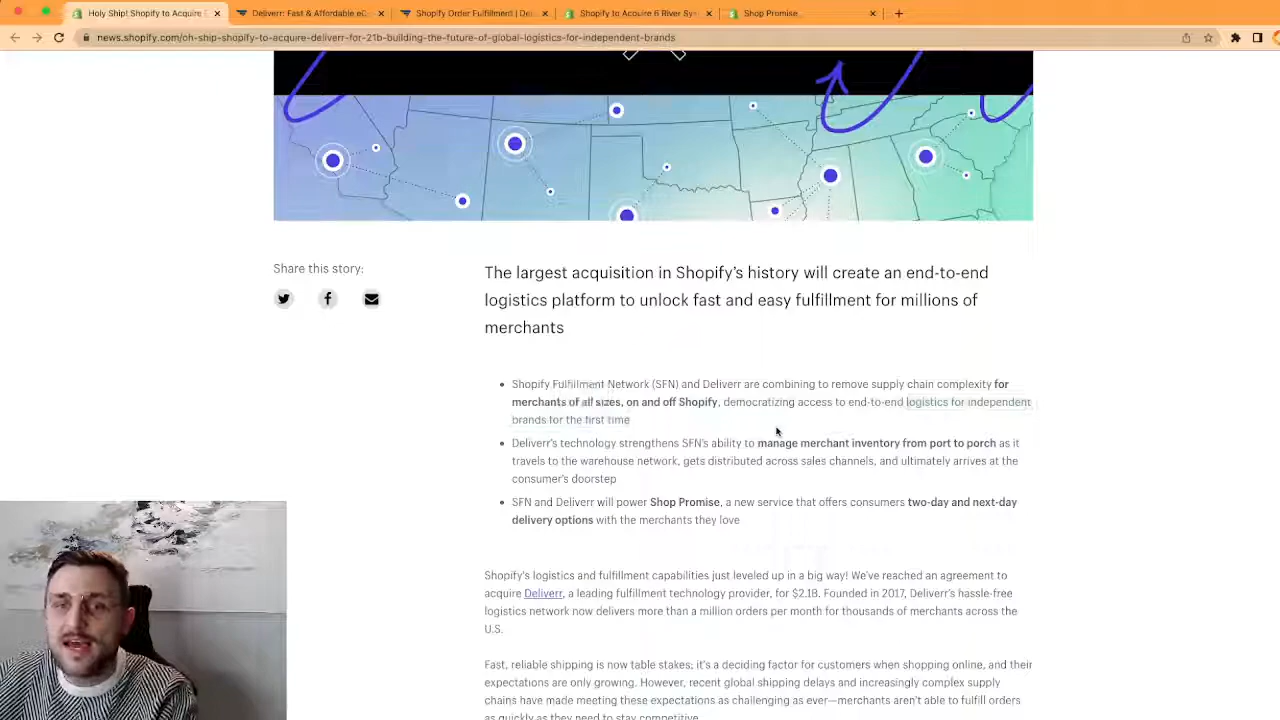 Holy Ship! Shopify to Acquire
Deliverr: Fast & Affordable eC
Shopify Order Fulfillment | Del
Shopify to Acquire 6 River Sy
Shop Promise
news.shopify.com/oh-ship-shopify-to-acquire-deliverr-for-21b-building-the-future-of-global-logistics-for-independent-brands
Share this story:
The largest acquisition in Shopify's history will create an end-to-end
logistics platform to unlock fast and easy fulfillment for millions of
merchants
Shopify Fulfillment Network (SFN) and Deliverr are combining to remove supply chain complexity for
merchants of all sizes, on and off Shopify, democratizing access to end-to-end logistics for independent
brands for the first time
Deliverr's technology strengthens SFN's ability to manage merchant inventory from port to porch as it
travels to the warehouse network, gets distributed across sales channels, and ultimately arrives at the
consumer's doorstep
SFN and Deliverr will power Shop Promise, a new service that offers consumers two-day and next-day
delivery options with the merchants they love
Shopify's logistics and fulfillment capabilities just leveled up in a big way! We've reached an agreement to
acquire Deliverr, a leading fulfillment technology provider, for $2.1B. Founded in 2017, Deliverr's hassle-free
logistics network now delivers more than a million orders per month for thousands of merchants across the
U.S.
Fast, reliable shipping is now table stakes; it's a deciding factor for customers when shopping online, and their
expectations are only growing. However, recent global shipping delays and increasingly complex supply
chains have made meeting these expectations as challenging as ever—merchants aren't able to fulfill orders
as quickly as they need to stay competitive.